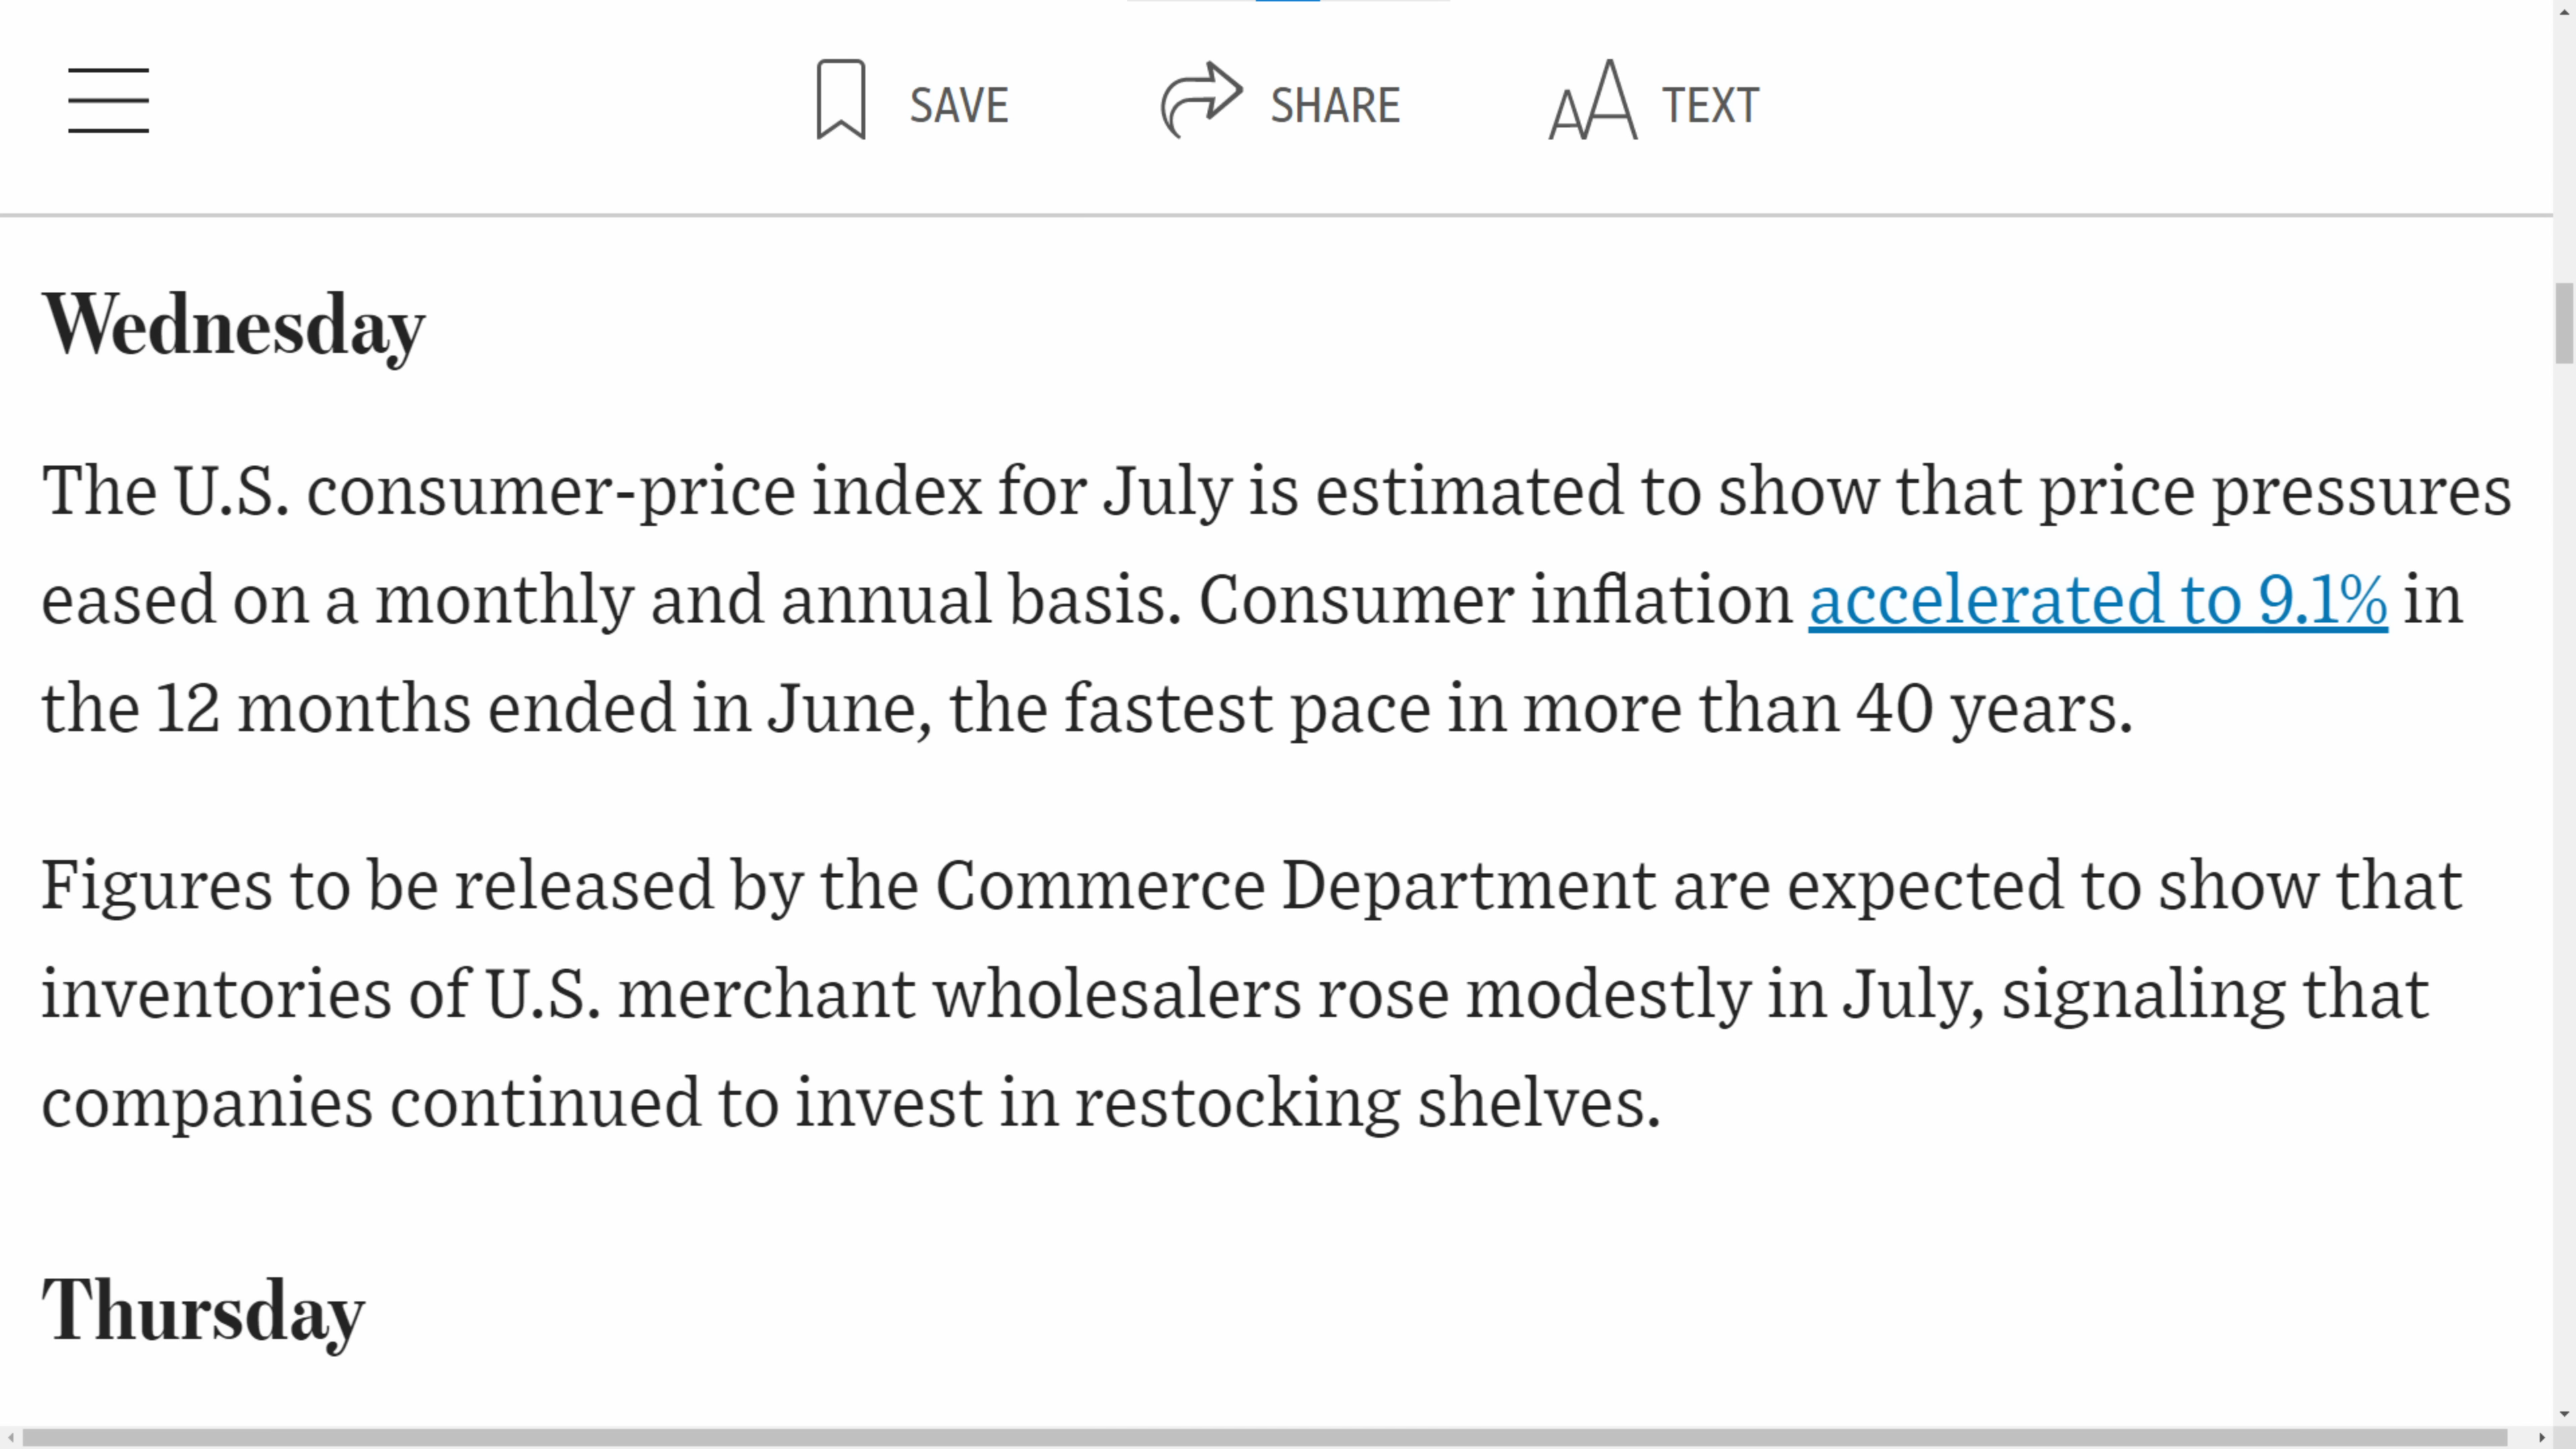 SAVE SHARE TEXT
Wednesday
The U.S. consumer-price index for July is estimated to show that price pressures
eased on a monthly and annual basis. Consumer inflation accelerated to 9.1% in
the 12 months ended in June, the fastest pace in more than 40 years.
Figures to be released by the Commerce Department are expected to show that
inventories of U.S. merchant wholesalers rose modestly in July, signaling that
companies continued to invest in restocking shelves.
Thursday